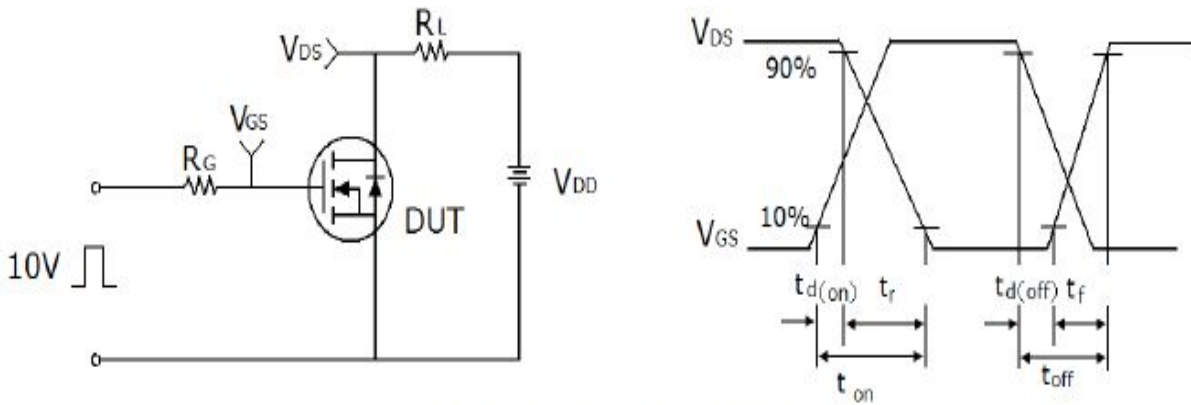 RL
VDS
VGS
RG
VDD
DUT
10V
VDS
90%
10%
VGS
td(on) tr td(off) tf
ton toff